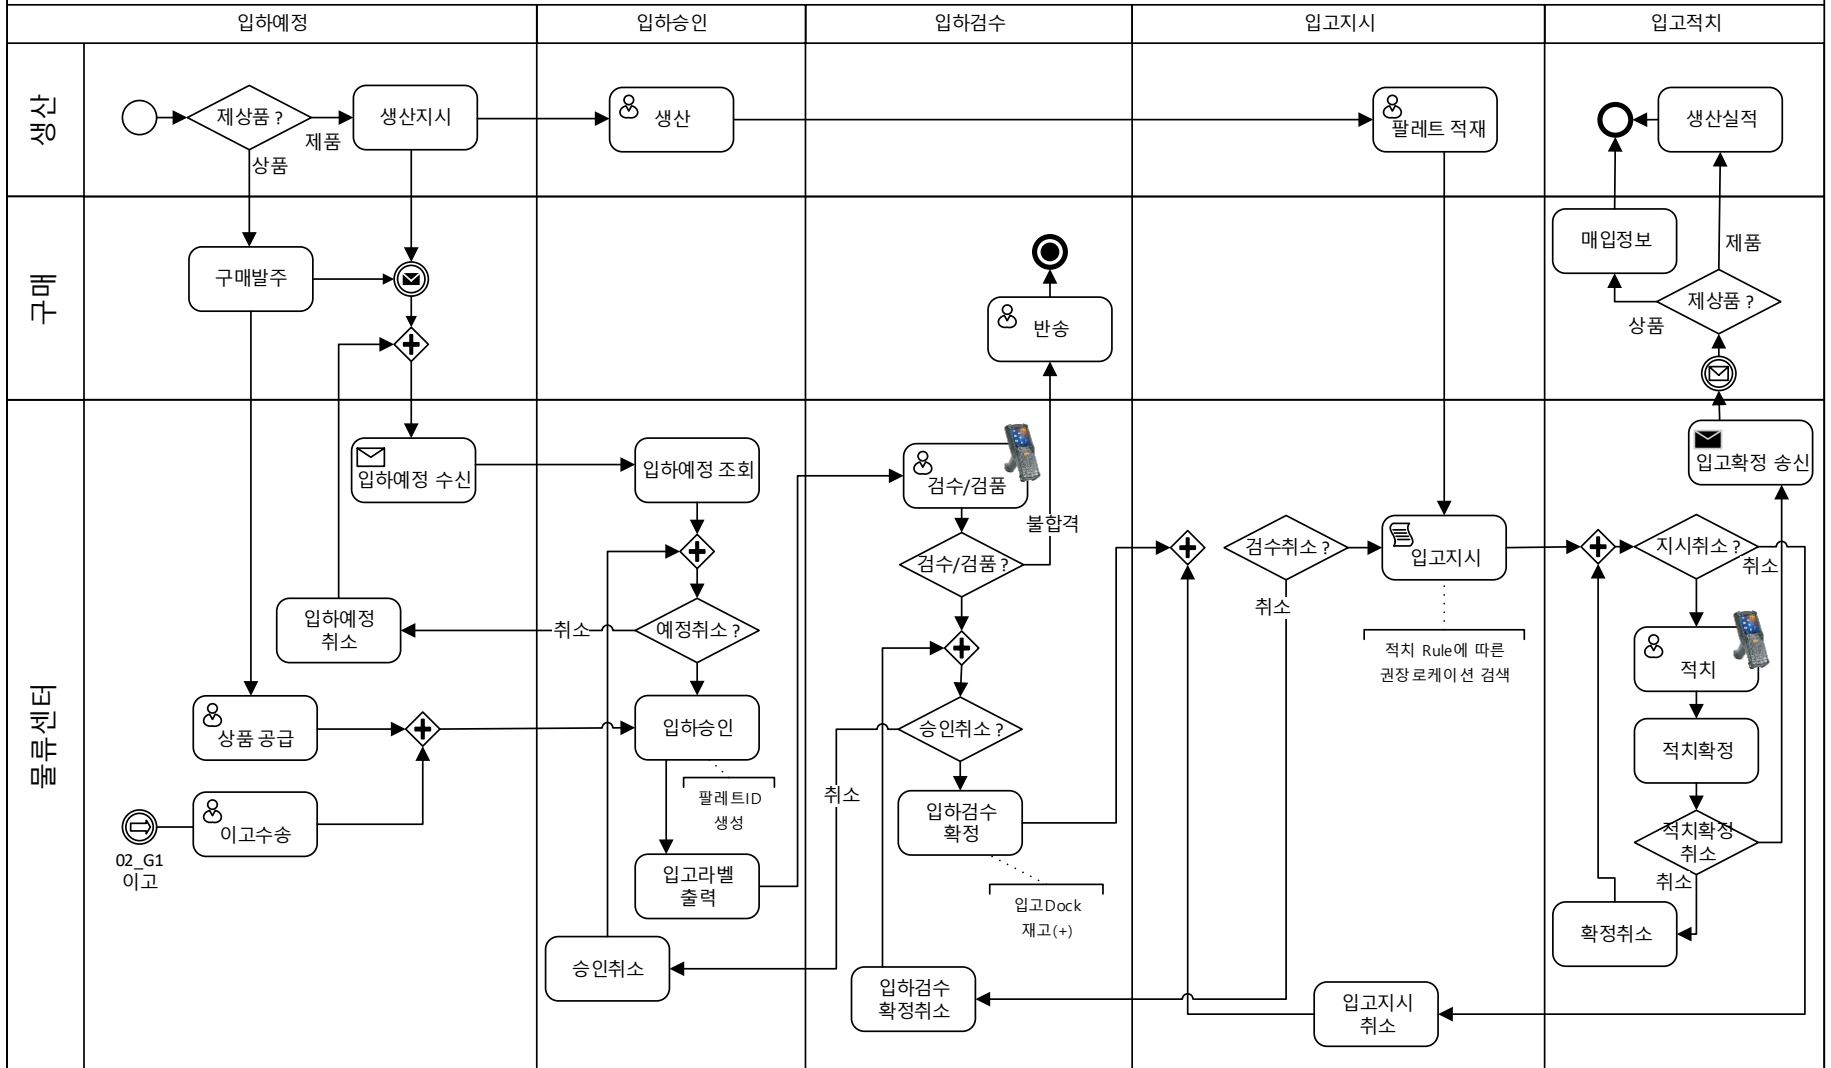 입하예정
입하승인
입하검수
입고지시
입고적치
생산
제상품 ?
제품
상품
생산지시
생산
팔레트 적재
생산실적
구매
구매발주
반송
매입정보
제품
제상품 ?
상품
물류센터
입하예정 수신
입하예정 조회
검수/검품
불합격
검수/검품 ?
입고확정 송신
검수취소 ?
취소
입고지시
지시취소 ?
취소
입하예정
취소
취소
예정취소 ?
적치 Rule에 따른
권장로케이션 검색
적치
상품 공급
입하승인
승인취소 ?
취소
적치확정
팔레트ID
생성
입하검수
확정
이고수송
02_G1
이고
적치확정
취소
취소
입고라벨
출력
입고Dock
재고(+)
확정취소
승인취소
입하검수
확정취소
입고지시
취소